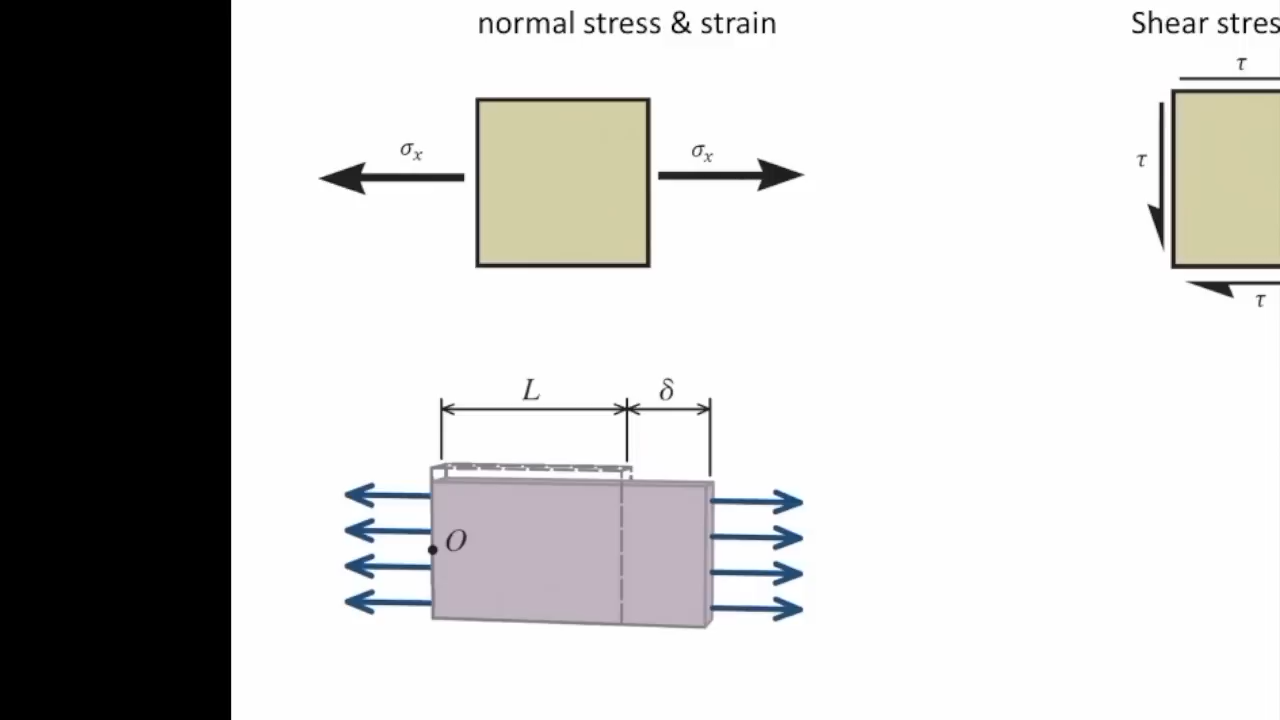 normal stress & strain
Shear stres
τ
σx
σx
τ
τ
L
δ
O